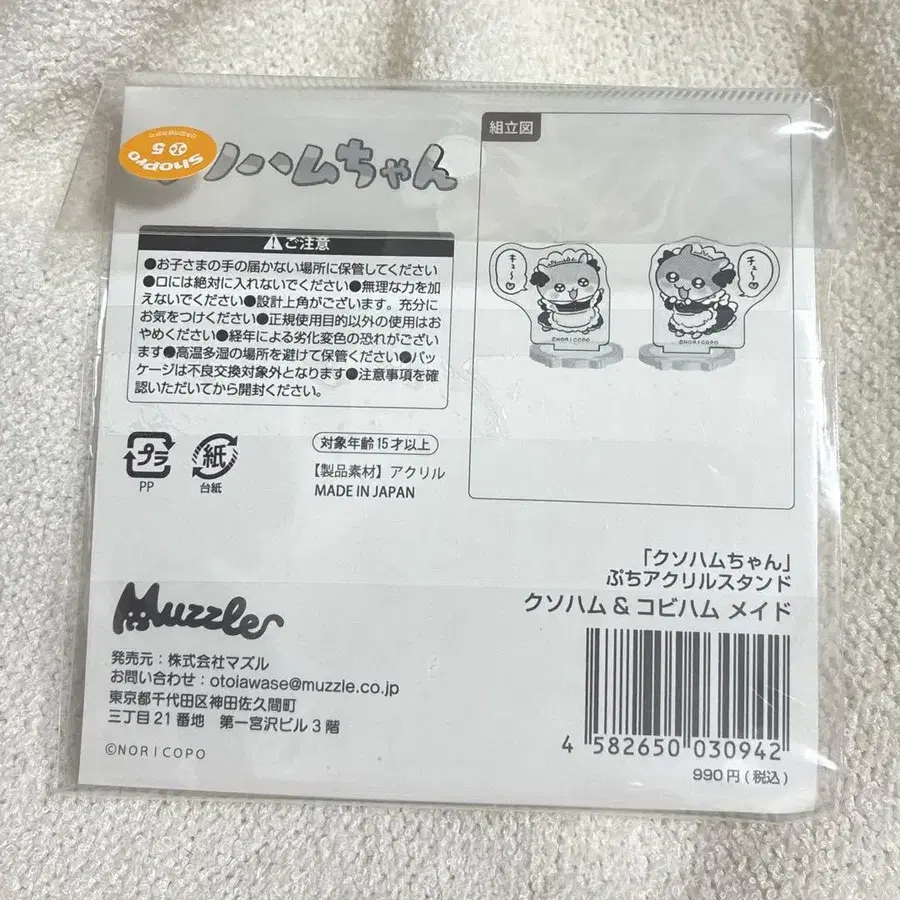 ShoPro
5
クソハムちゃん
ご注意
●お子さまの手の届かない場所に保管してください
●口には絶対に入れないでください●無理な力を加
えないでください●設計上角がございます。充分に
お気をつけください●正規使用目的以外の使用はお
やめください●経年による劣化変色の恐れがござい
ます●高温多湿の場所を避けて保管ください●パッ
ケージは不良交換対象外となります●注意事項を確
認いただいてから開封ください。
プラ
PP
紙
台紙
対象年齢15才以上
【製品素材】アクリル
MADE IN JAPAN
組立図
キュ〜♡
チュ〜♡
©NORICOPO
©NORICOPO
「クソハムちゃん」
ぷちアクリルスタンド
クソハム & コビハム メイド
4 582650 030942
990円(税込)
Muzzle
発売元:株式会社マズル
お問い合わせ:otolawase@muzzle.co.jp
東京都千代田区神田佐久間町
三丁目21番地 第一宮沢ビル3階
©NORICOPO